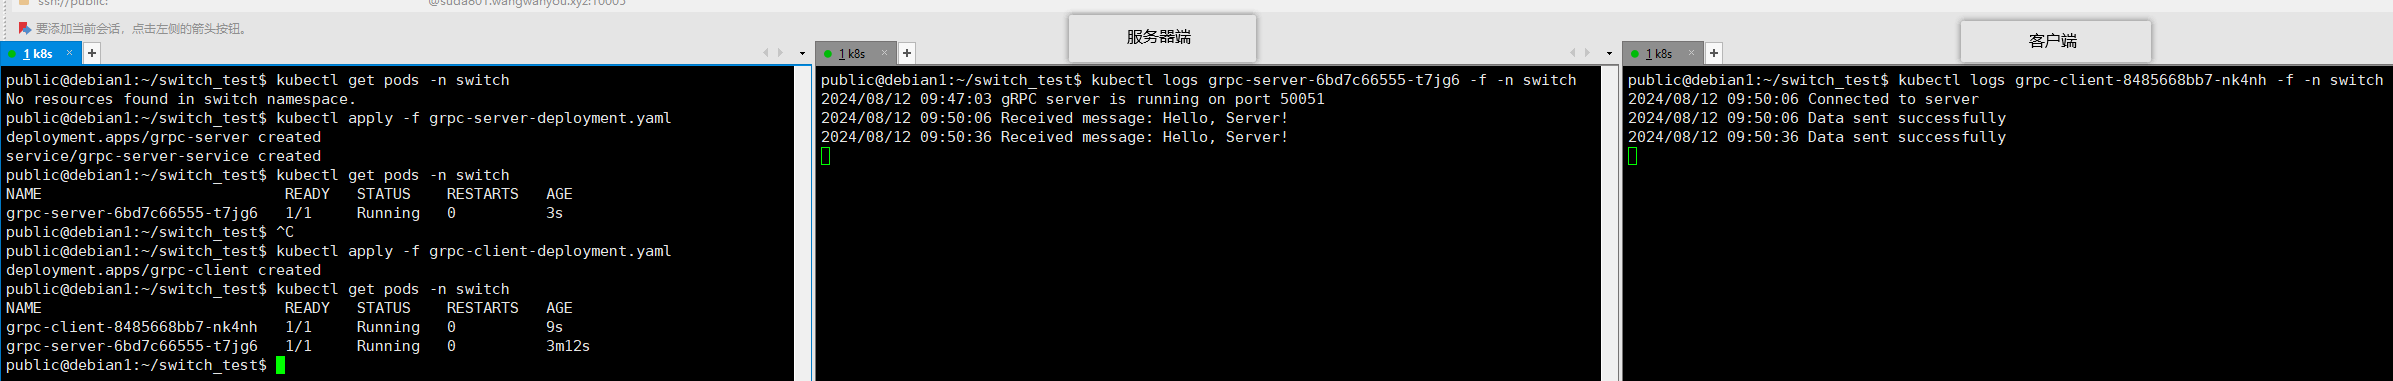 ssh://public: @suda801.wangwanyou.xyz:10005
要添加当前会话，点击左侧的箭头按钮。
1 k8s × +
public@debian1:~/switch_test$ kubectl get pods -n switch
No resources found in switch namespace.
public@debian1:~/switch_test$ kubectl apply -f grpc-server-deployment.yaml
deployment.apps/grpc-server created
service/grpc-server-service created
public@debian1:~/switch_test$ kubectl get pods -n switch
NAME READY STATUS RESTARTS AGE
grpc-server-6bd7c66555-t7jg6 1/1 Running 0 3s
public@debian1:~/switch_test$ ^C
public@debian1:~/switch_test$ kubectl apply -f grpc-client-deployment.yaml
deployment.apps/grpc-client created
public@debian1:~/switch_test$ kubectl get pods -n switch
NAME READY STATUS RESTARTS AGE
grpc-client-8485668bb7-nk4nh 1/1 Running 0 9s
grpc-server-6bd7c66555-t7jg6 1/1 Running 0 3m12s
public@debian1:~/switch_test$
服务器端
1 k8s × +
public@debian1:~/switch_test$ kubectl logs grpc-server-6bd7c66555-t7jg6 -f -n switch
2024/08/12 09:47:03 gRPC server is running on port 50051
2024/08/12 09:50:06 Received message: Hello, Server!
2024/08/12 09:50:36 Received message: Hello, Server!
客户端
1 k8s × +
public@debian1:~/switch_test$ kubectl logs grpc-client-8485668bb7-nk4nh -f -n switch
2024/08/12 09:50:06 Connected to server
2024/08/12 09:50:06 Data sent successfully
2024/08/12 09:50:36 Data sent successfully